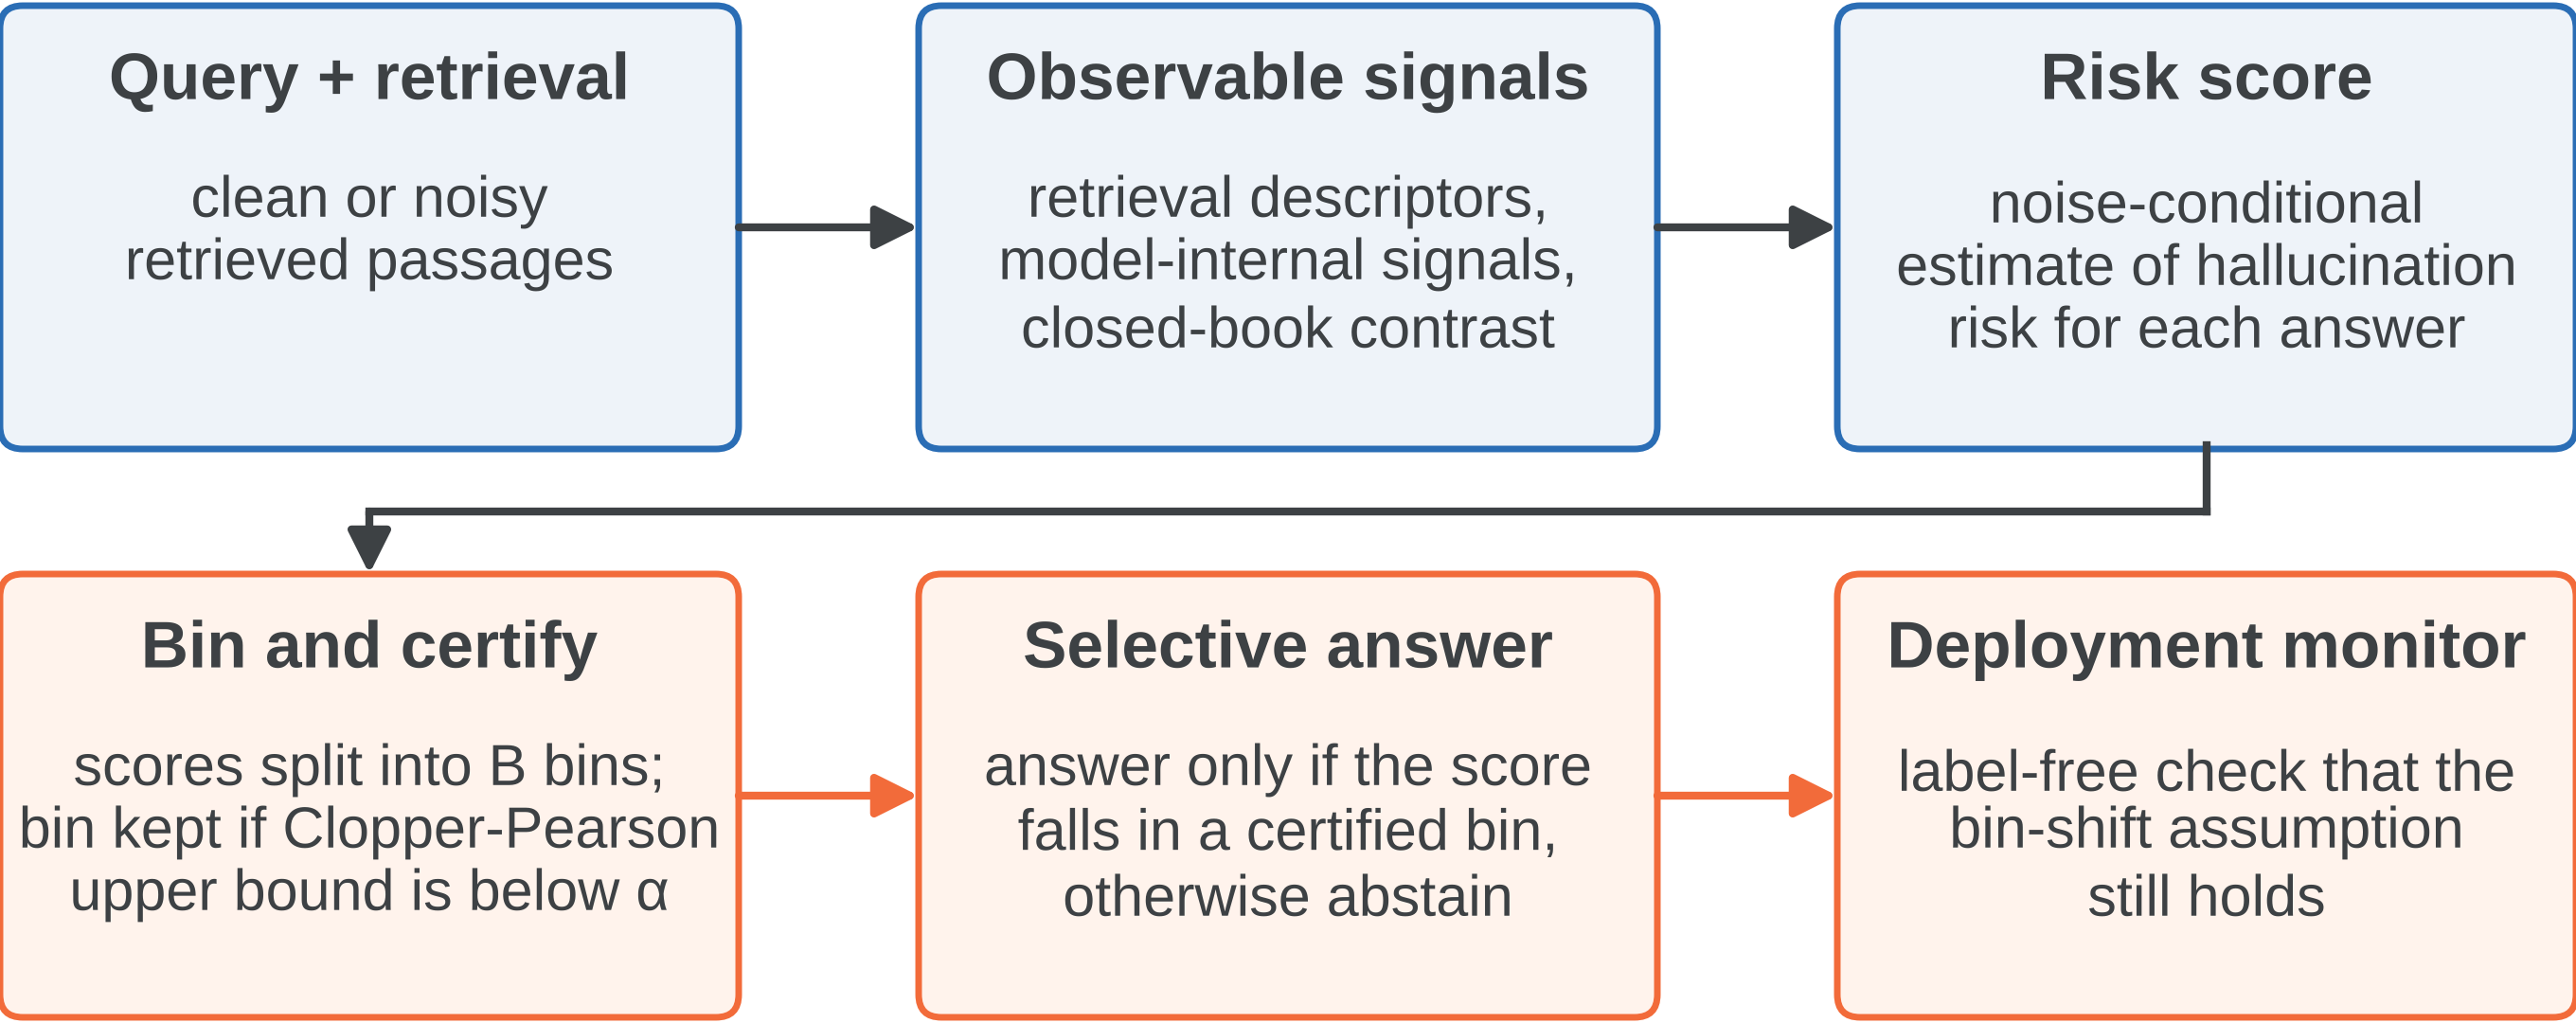 Query + retrieval
clean or noisy
retrieved passages
Observable signals
retrieval descriptors,
model-internal signals,
closed-book contrast
Risk score
noise-conditional
estimate of hallucination
risk for each answer
Bin and certify
scores split into B bins;
bin kept if Clopper-Pearson
upper bound is below α
Selective answer
answer only if the score
falls in a certified bin,
otherwise abstain
Deployment monitor
label-free check that the
bin-shift assumption
still holds